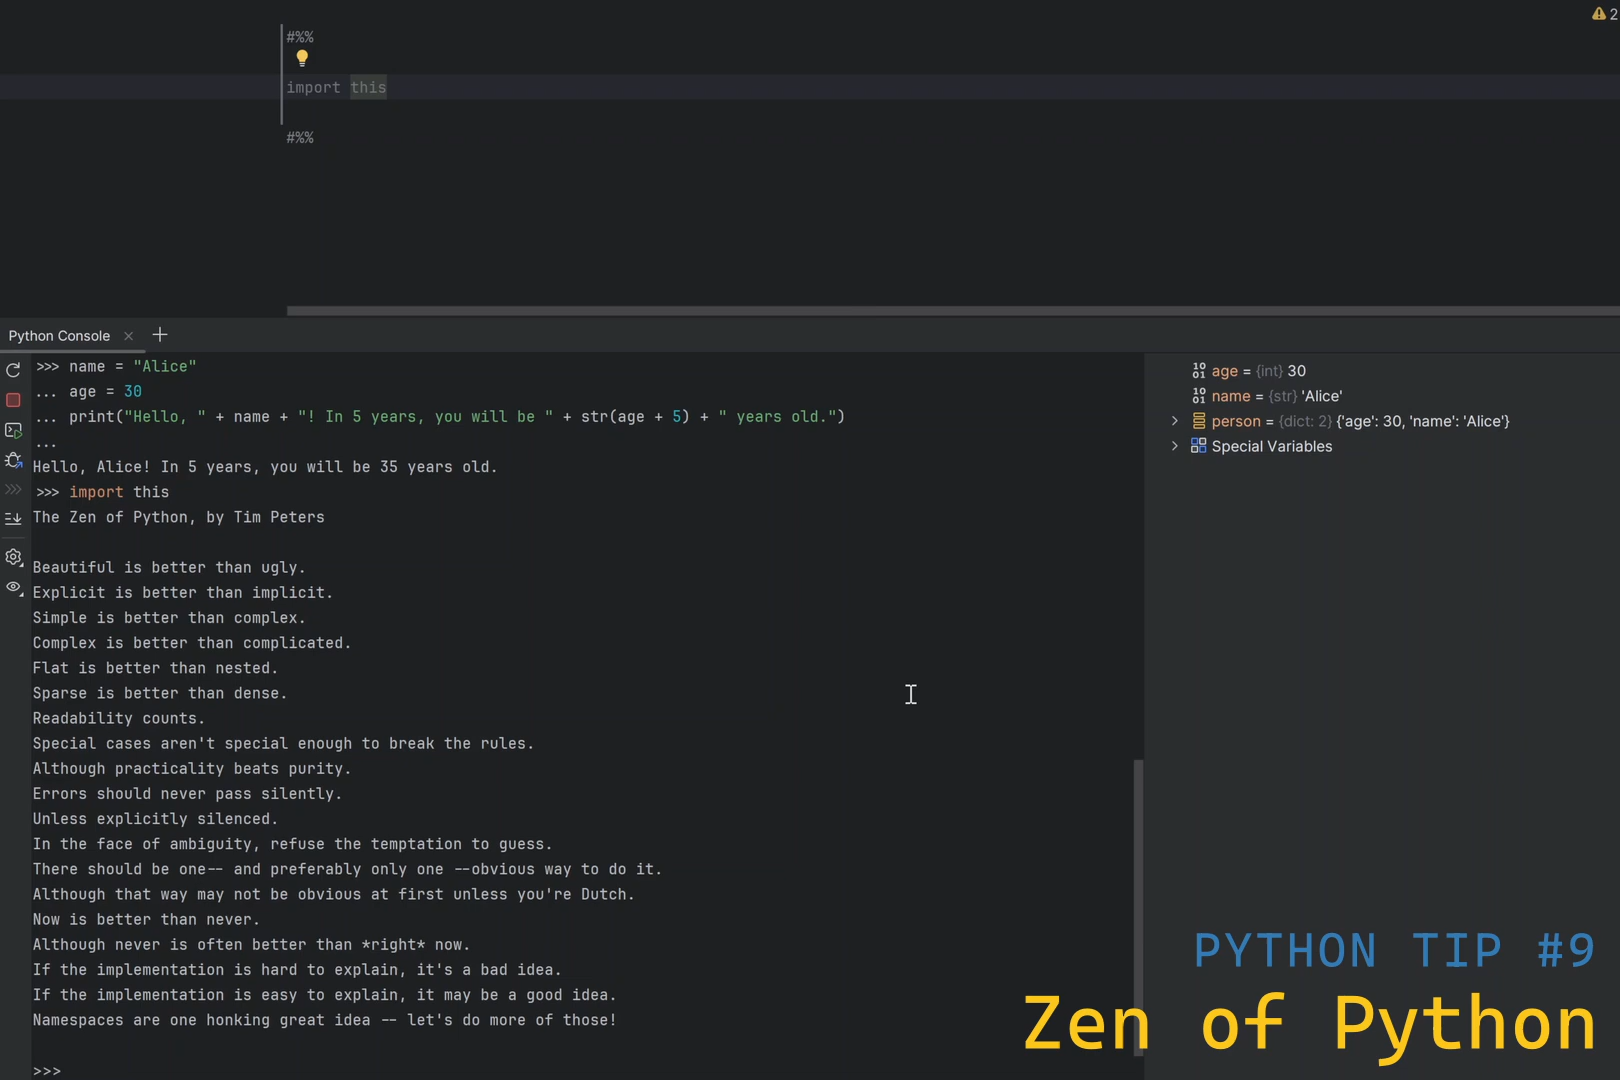 2
#%%
import this
#%%
Python Console
>>> name = "Alice"
... age = 30
... print("Hello, " + name + "! In 5 years, you will be " + str(age + 5) + " years old.")
...
Hello, Alice! In 5 years, you will be 35 years old.
>>> import this
The Zen of Python, by Tim Peters
Beautiful is better than ugly.
Explicit is better than implicit.
Simple is better than complex.
Complex is better than complicated.
Flat is better than nested.
Sparse is better than dense.
Readability counts.
Special cases aren't special enough to break the rules.
Although practicality beats purity.
Errors should never pass silently.
Unless explicitly silenced.
In the face of ambiguity, refuse the temptation to guess.
There should be one-- and preferably only one --obvious way to do it.
Although that way may not be obvious at first unless you're Dutch.
Now is better than never.
Although never is often better than *right* now.
If the implementation is hard to explain, it's a bad idea.
If the implementation is easy to explain, it may be a good idea.
Namespaces are one honking great idea -- let's do more of those!
>>>
10 01 age = {int} 30
10 01 name = {str} 'Alice'
person = {dict: 2} {'age': 30, 'name': 'Alice'}
Special Variables
PYTHON TIP #9
Zen of Python